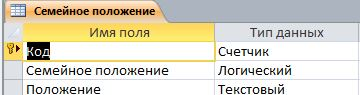 Семейное положение
Имя поля Тип данных
Код Счетчик
Семейное положение Логический
Положение Текстовый